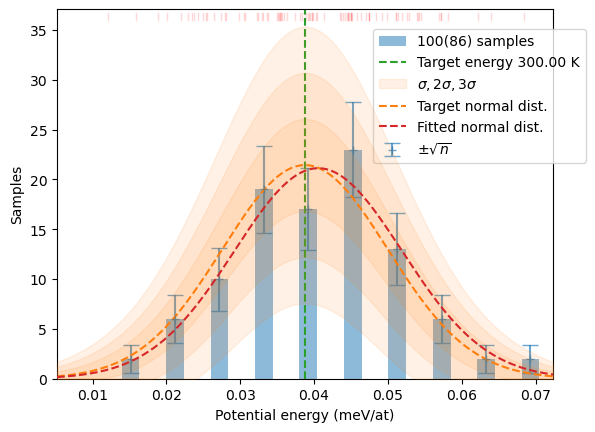 35
30
25
20
15
10
5
0
Samples
100(86) samples
Target energy 300.00 K
σ, 2σ, 3σ
Target normal dist.
Fitted normal dist.
±√n
0.01 0.02 0.03 0.04 0.05 0.06 0.07
Potential energy (meV/at)